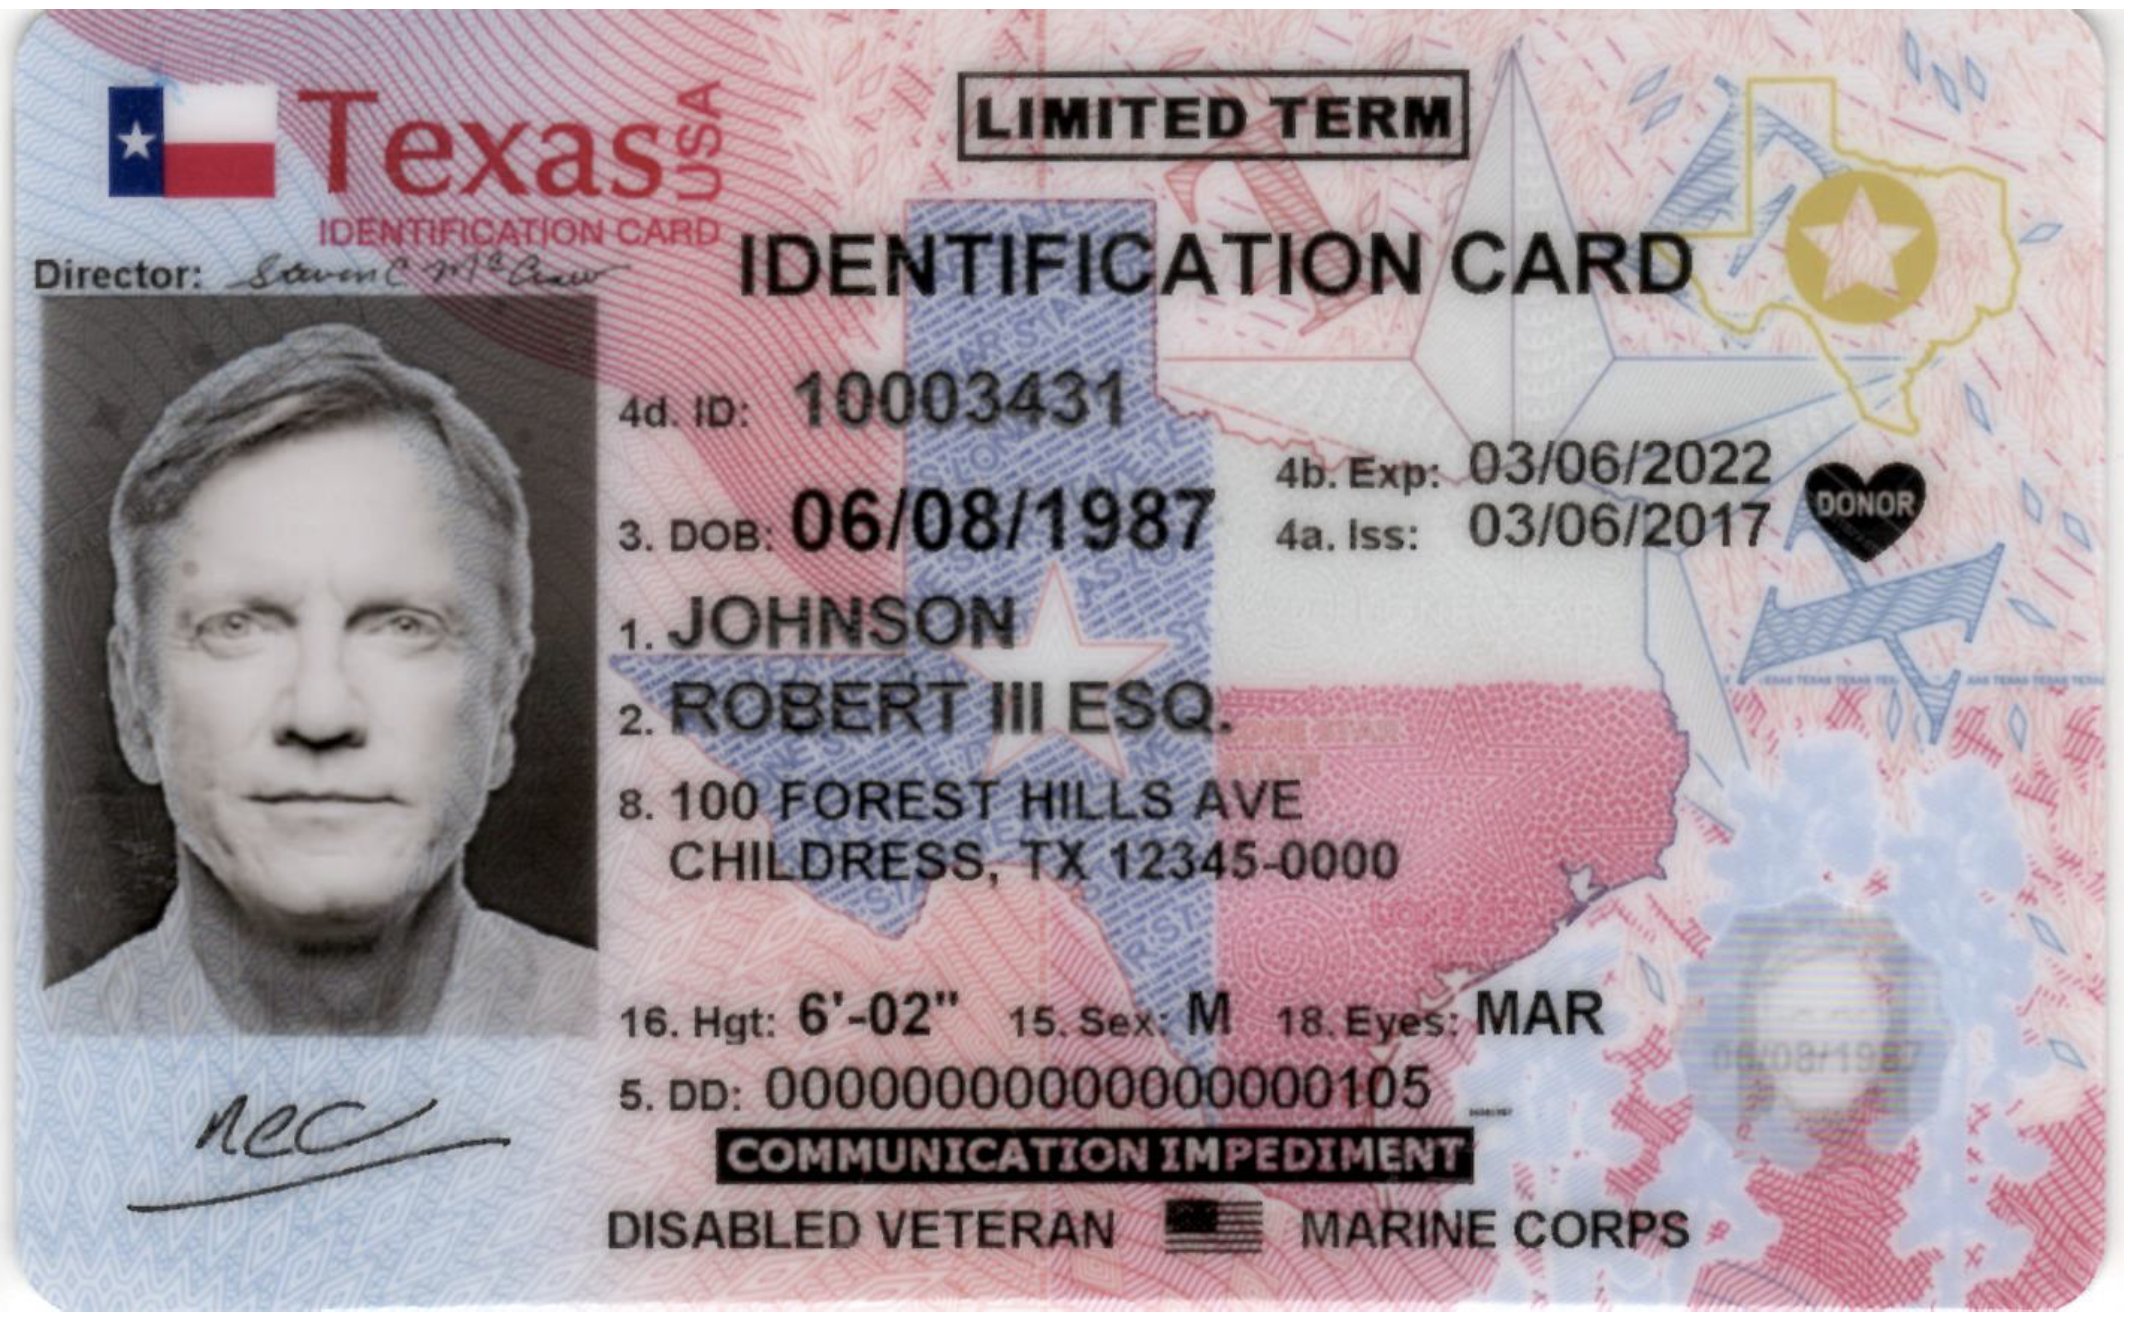 Texas USA
IDENTIFICATION CARD
LIMITED TERM
IDENTIFICATION CARD
Director: Steven C McCraw
4d. ID: 10003431
4b. Exp: 03/06/2022
3. DOB: 06/08/1987
4a. Iss: 03/06/2017
DONOR
1. JOHNSON
2. ROBERT III ESQ.
8. 100 FOREST HILLS AVE
CHILDRESS, TX 12345-0000
16. Hgt: 6'-02" 15. Sex: M 18. Eyes: MAR
06/08/1987
5. DD: 00000000000000000105
COMMUNICATION IMPEDIMENT
DISABLED VETERAN MARINE CORPS